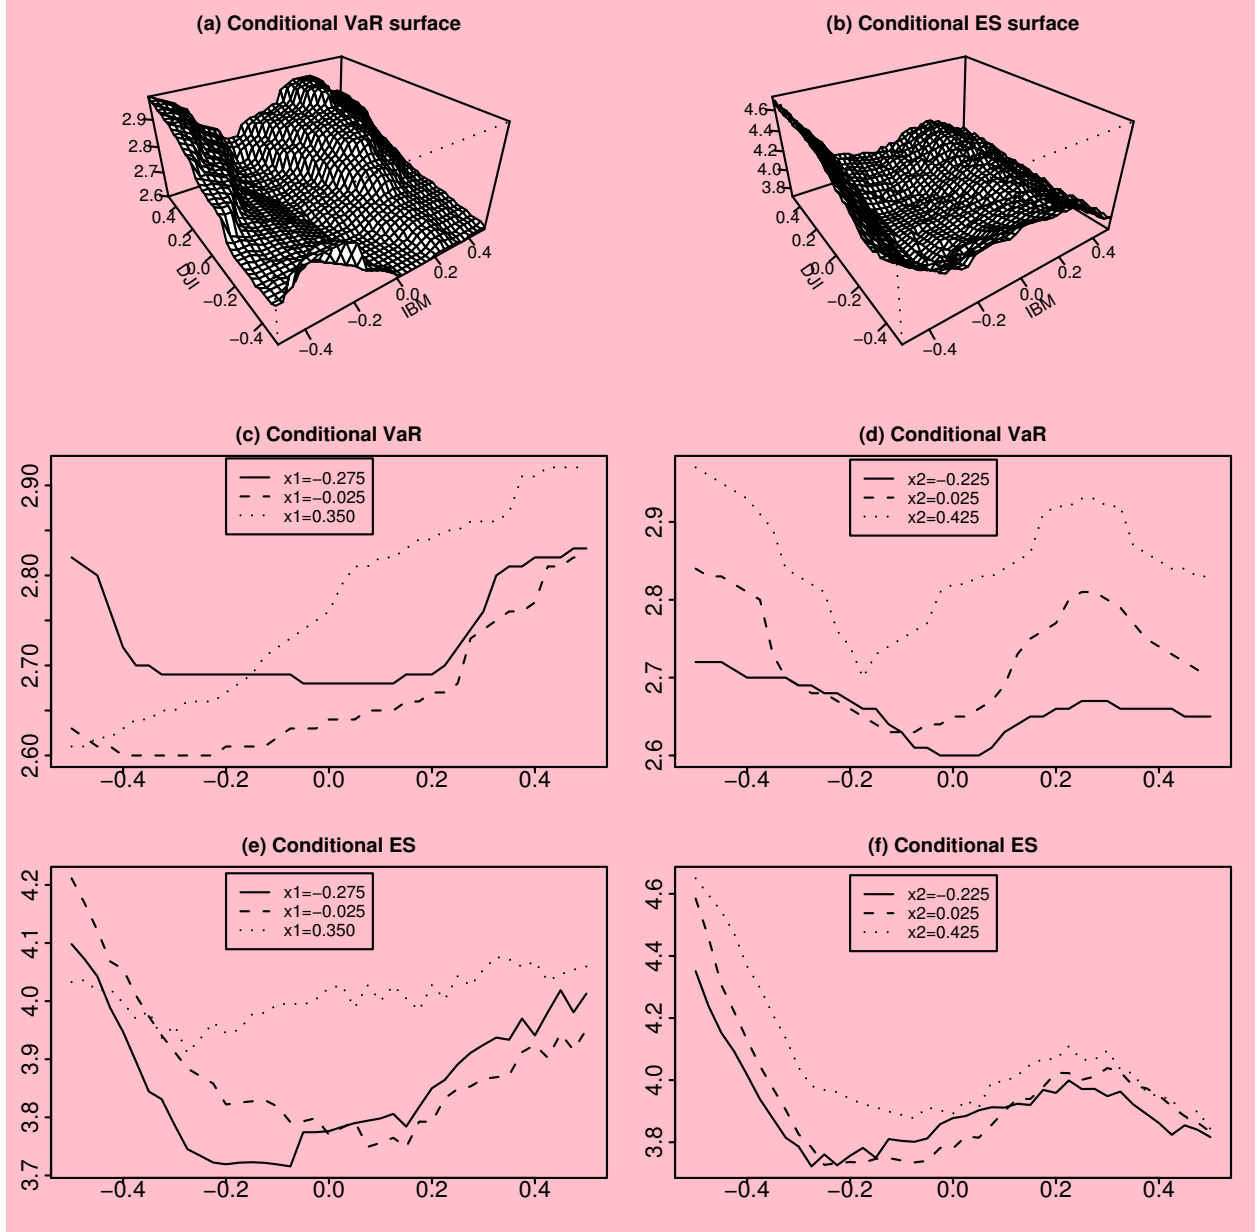 (a) Conditional VaR surface
(b) Conditional ES surface
2.9
2.8
2.7
2.6
0.4
0.2
0.0
−0.2
−0.4
DJI
−0.4
−0.2
0.0
0.2
0.4
IBM
4.6
4.4
4.2
4.0
3.8
0.4
0.2
0.0
−0.2
−0.4
DJI
−0.4
−0.2
0.0
0.2
0.4
IBM
(c) Conditional VaR
x1=−0.275
x1=−0.025
x1=0.350
2.90
2.80
2.70
2.60
−0.4 −0.2 0.0 0.2 0.4
(d) Conditional VaR
x2=−0.225
x2=0.025
x2=0.425
2.9
2.8
2.7
2.6
−0.4 −0.2 0.0 0.2 0.4
(e) Conditional ES
x1=−0.275
x1=−0.025
x1=0.350
4.2
4.1
4.0
3.9
3.8
3.7
−0.4 −0.2 0.0 0.2 0.4
(f) Conditional ES
x2=−0.225
x2=0.025
x2=0.425
4.6
4.4
4.2
4.0
3.8
−0.4 −0.2 0.0 0.2 0.4